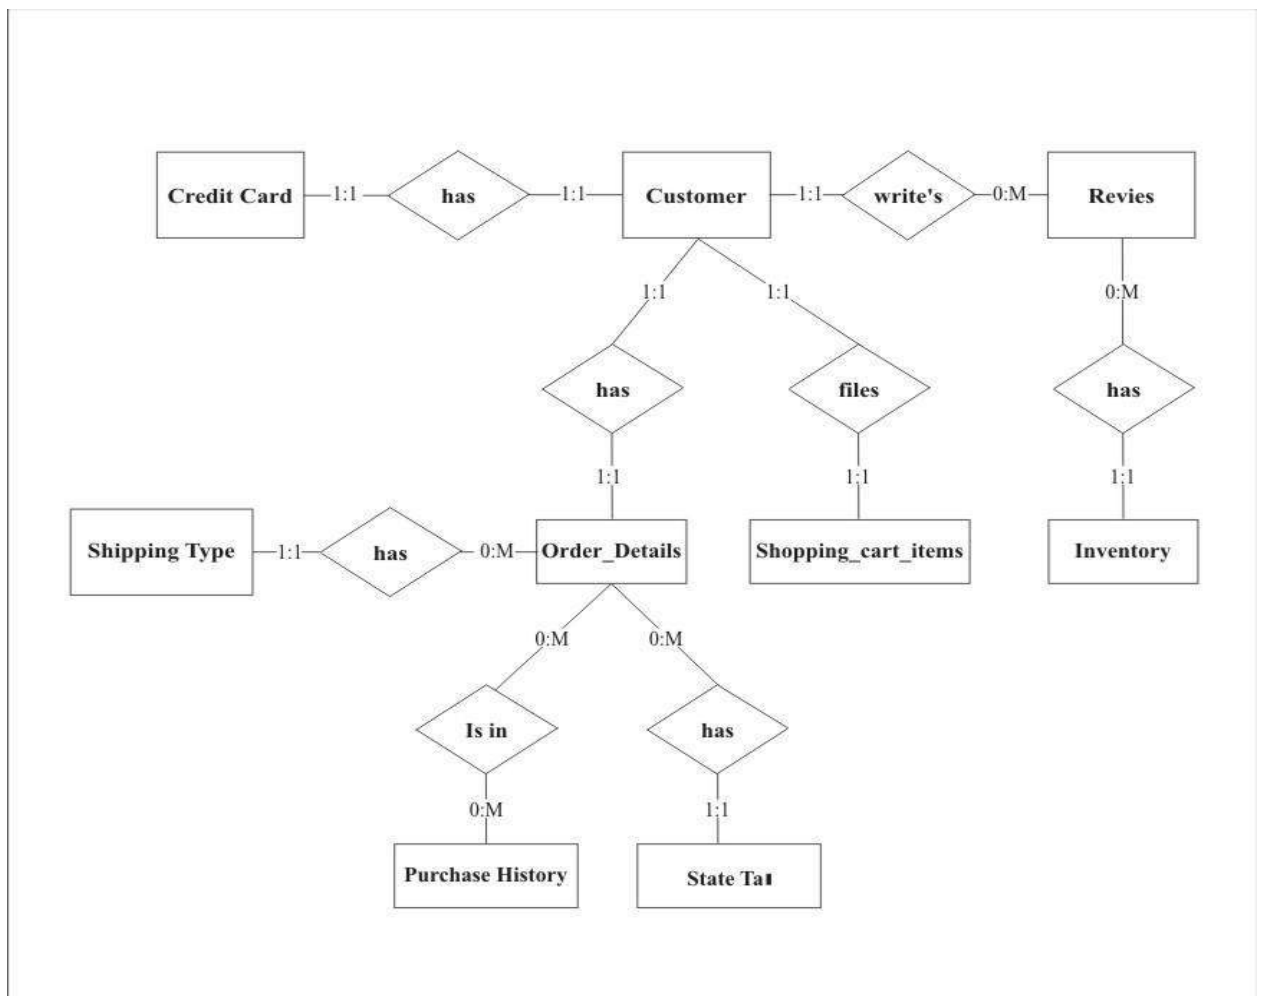 Credit Card
1:1
has
1:1
Customer
1:1
write's
0:M
Revies
1:1
1:1
0:M
has
files
has
1:1
1:1
1:1
Shipping Type
1:1
has
0:M
Order_Details
Shopping_cart_items
Inventory
0:M
0:M
Is in
has
0:M
1:1
Purchase History
State